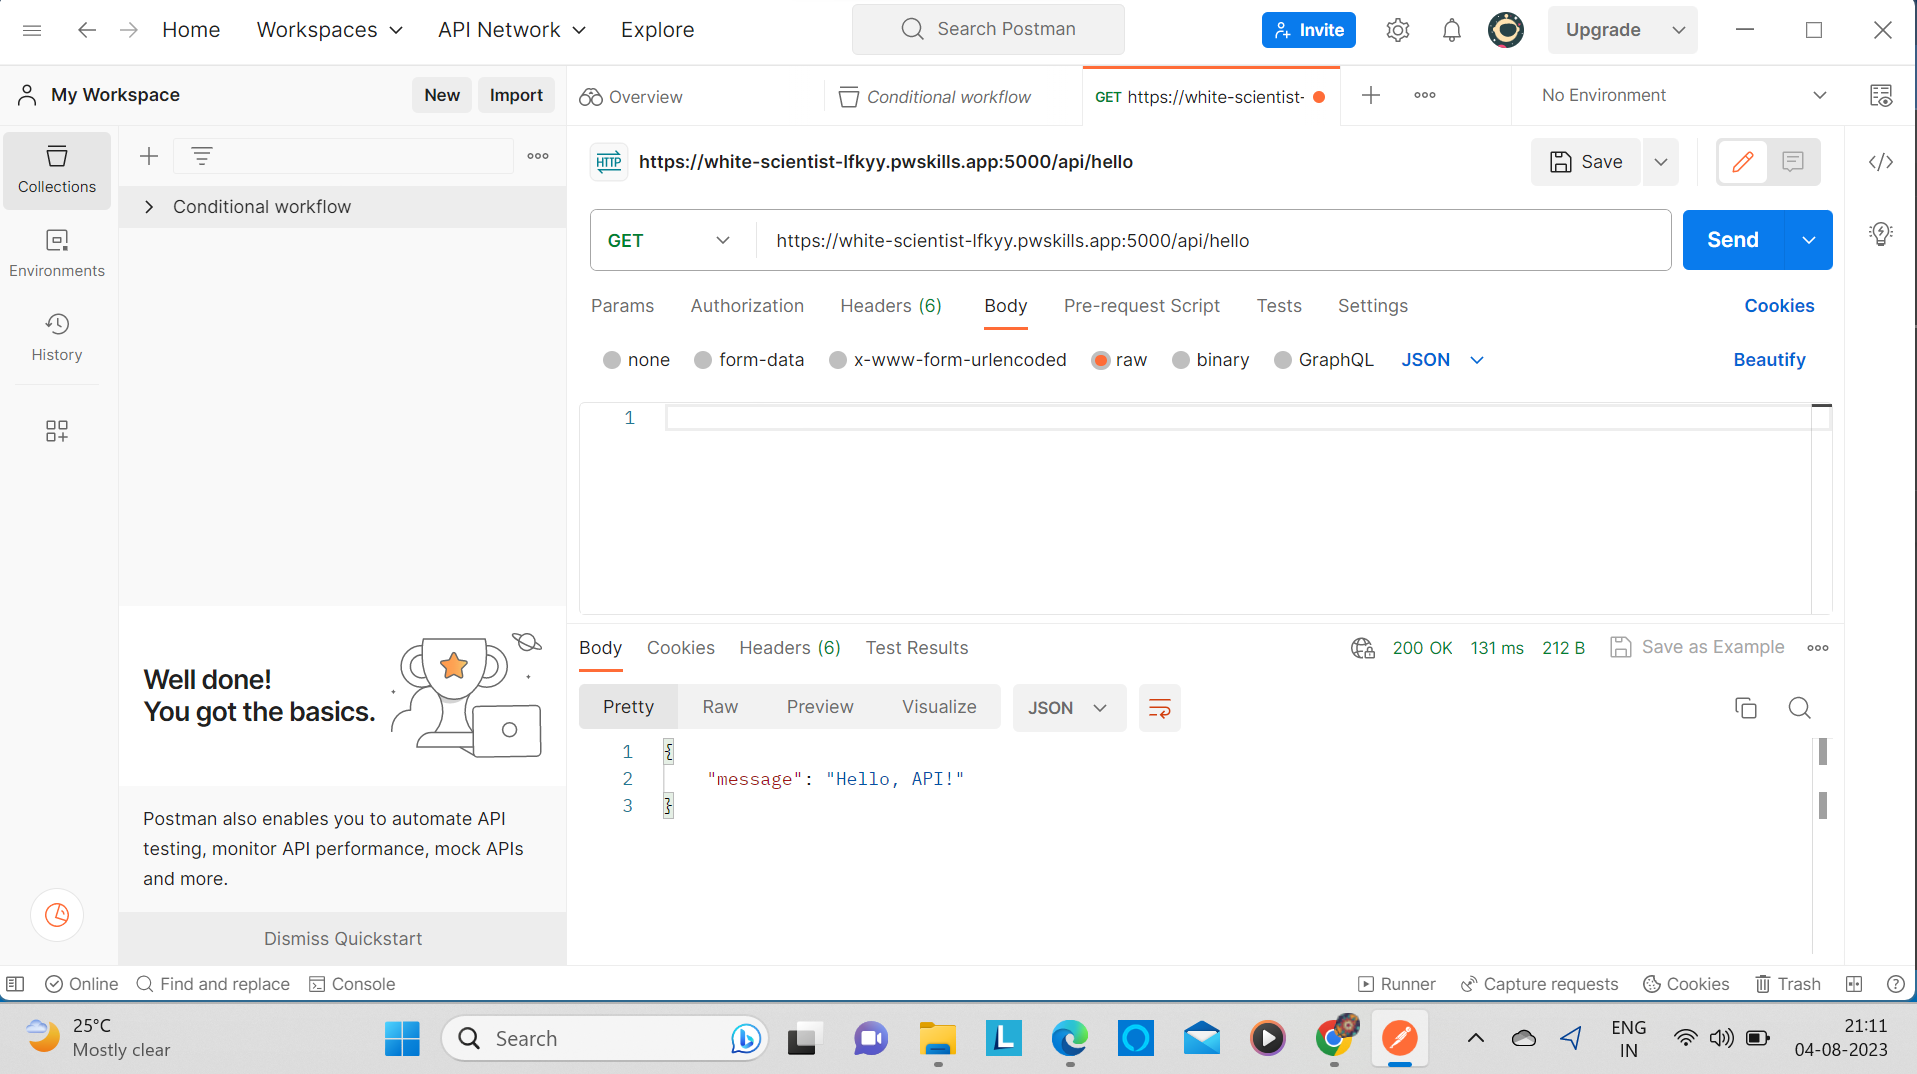 Home Workspaces API Network Explore Search Postman Invite Upgrade
My Workspace New Import Overview Conditional workflow GET https://white-scientist- No Environment
Collections
Environments
History
Conditional workflow
HTTP https://white-scientist-lfkyy.pwskills.app:5000/api/hello Save
GET https://white-scientist-lfkyy.pwskills.app:5000/api/hello Send
Params Authorization Headers (6) Body Pre-request Script Tests Settings Cookies
none form-data x-www-form-urlencoded raw binary GraphQL JSON Beautify
1
Well done!
You got the basics.
Postman also enables you to automate API
testing, monitor API performance, mock APIs
and more.
Dismiss Quickstart
Body Cookies Headers (6) Test Results 200 OK 131 ms 212 B Save as Example
Pretty Raw Preview Visualize JSON
1 {
2 "message": "Hello, API!"
3 }
Online Find and replace Console Runner Capture requests Cookies Trash
25°C
Mostly clear
Search
L
ENG
IN
21:11
04-08-2023